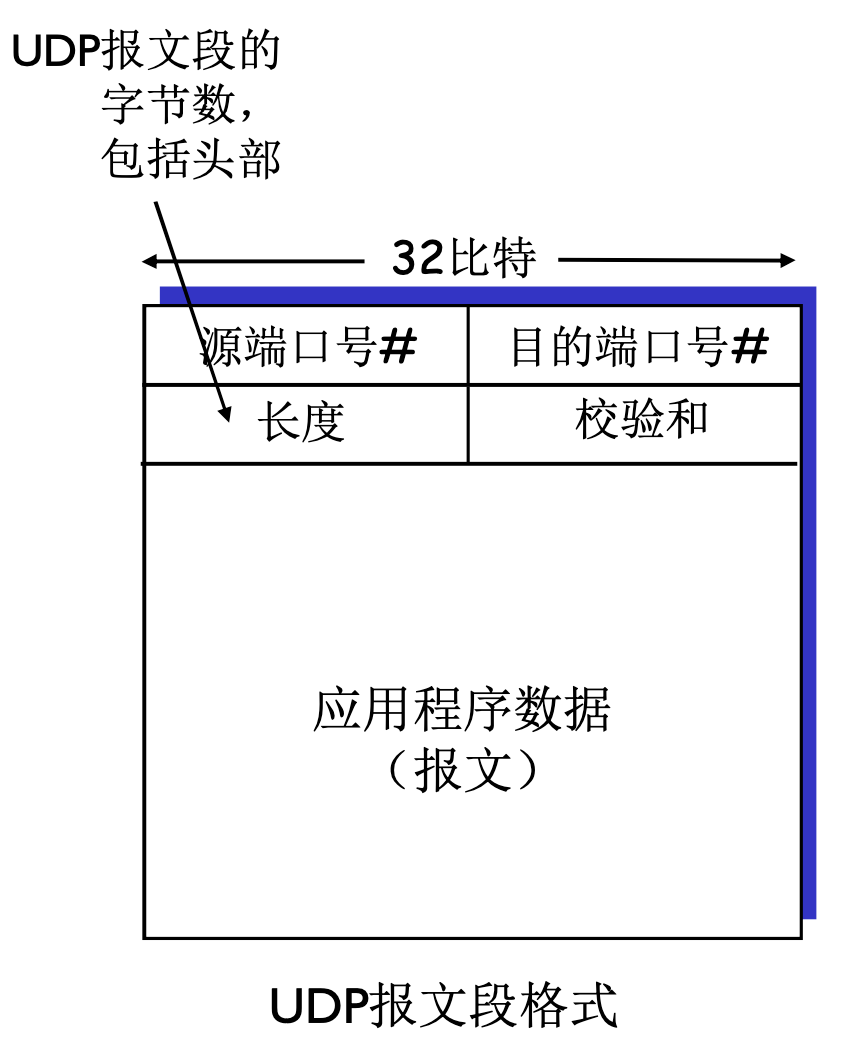 UDP报文段的
字节数，
包括头部
32比特
源端口号#
目的端口号#
长度
校验和
应用程序数据
（报文）
UDP报文段格式